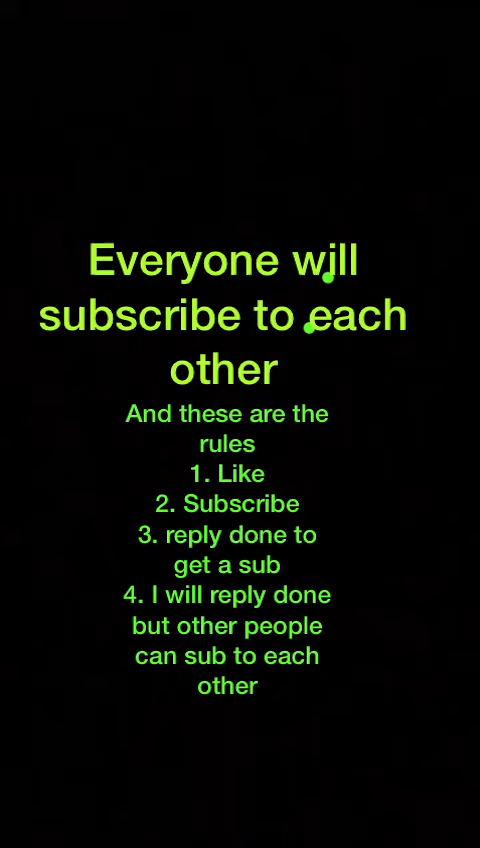 Everyone will
subscribe to each
other
And these are the
rules
1. Like
2. Subscribe
3. reply done to
get a sub
4. I will reply done
but other people
can sub to each
other